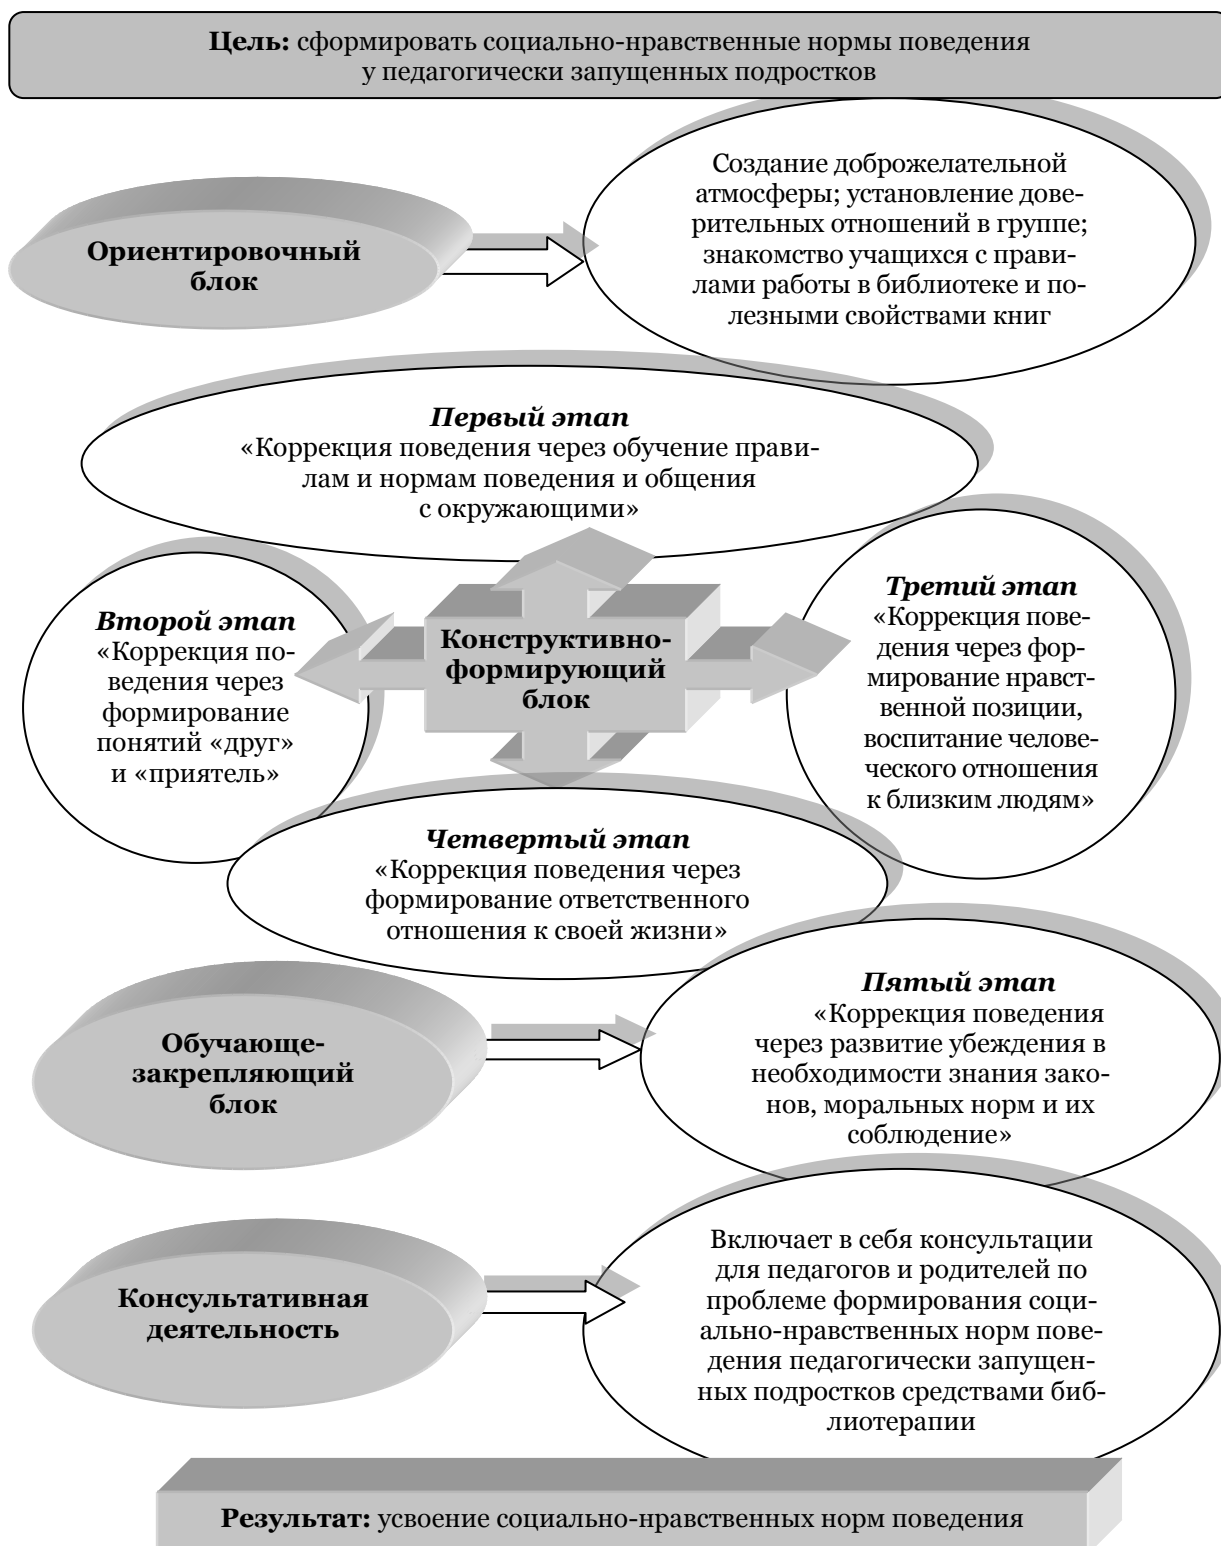 Цель: сформировать социально-нравственные нормы поведения
у педагогически запущенных подростков
Ориентировочный
блок
Создание доброжелательной
атмосферы; установление дове-
рительных отношений в группе;
знакомство учащихся с прави-
лами работы в библиотеке и по-
лезными свойствами книг
Первый этап
«Коррекция поведения через обучение прави-
лам и нормам поведения и общения
с окружающими»
Второй этап
«Коррекция по-
ведения через
формирование
понятий «друг»
и «приятель»
Конструктивно-
формирующий
блок
Третий этап
«Коррекция пове-
дения через фор-
мирование нравст-
венной позиции,
воспитание челове-
ческого отношения
к близким людям»
Четвертый этап
«Коррекция поведения через
формирование ответственного
отношения к своей жизни»
Обучающе-
закрепляющий
блок
Пятый этап
«Коррекция поведения
через развитие убеждения в
необходимости знания зако-
нов, моральных норм и их
соблюдение»
Консультативная
деятельность
Включает в себя консультации
для педагогов и родителей по
проблеме формирования соци-
ально-нравственных норм пове-
дения педагогически запущен-
ных подростков средствами биб-
лиотерапии
Результат: усвоение социально-нравственных норм поведения